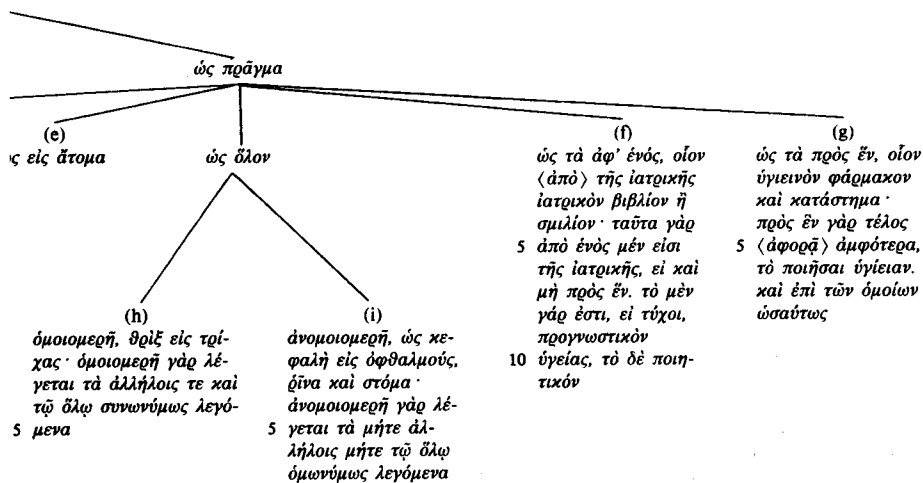 ὡς πρᾶγμα
(e)
ς εἰς ἄτομα
ὡς ὅλον
(f)
ὡς τὰ ἀφ' ἑνός, οἷον
⟨ἀπὸ⟩ τῆς ἰατρικῆς
ἰατρικὸν βιβλίον ἢ
σμιλίον · ταῦτα γὰρ
5 ἀπὸ ἑνὸς μέν εἰσι
τῆς ἰατρικῆς, εἰ καὶ
μὴ πρὸς ἕν. τὸ μὲν
γάρ ἐστι, εἰ τύχοι,
προγνωστικὸν
10 ὑγείας, τὸ δὲ ποιη-
τικόν
(g)
ὡς τὰ πρὸς ἕν, οἷον
ὑγιεινὸν φάρμακον
καὶ κατάστημα ·
πρὸς ἓν γὰρ τέλος
5 ⟨ἀφορᾷ⟩ ἀμφότερα,
τὸ ποιῆσαι ὑγίειαν.
καὶ ἐπὶ τῶν ὁμοίων
ὡσαύτως
(h)
ὁμοιομερῆ, θρὶξ εἰς τρί-
χας · ὁμοιομερῆ γὰρ λέ-
γεται τὰ ἀλλήλοις τε καὶ
τῷ ὅλῳ συνωνύμως λεγό-
5 μενα
(i)
ἀνομοιομερῆ, ὡς κε-
φαλὴ εἰς ὀφθαλμούς,
ῥῖνα καὶ στόμα ·
ἀνομοιομερῆ γὰρ λέ-
5 γεται τὰ μήτε ἀλ-
λήλοις μήτε τῷ ὅλῳ
ὁμωνύμως λεγόμενα